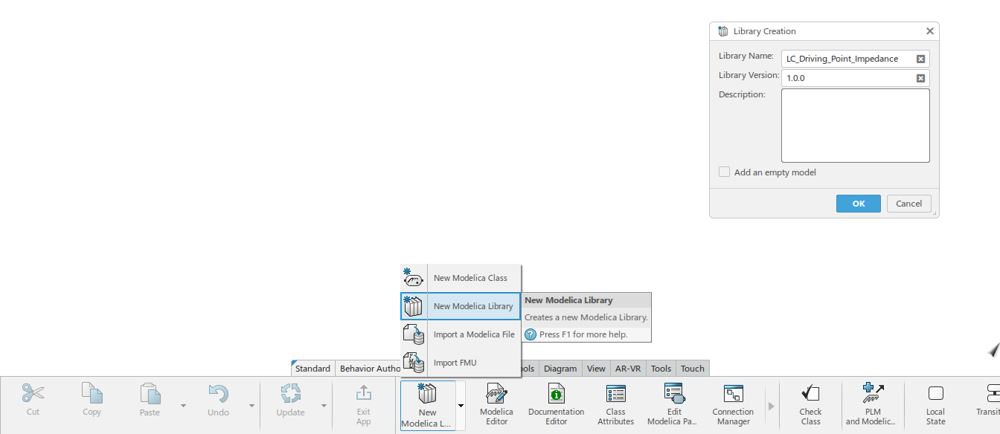 Library Creation
Library Name:
LC_Driving_Point_Impedance
Library Version:
1.0.0
Description:
Add an empty model
OK
Cancel
New Modelica Class
New Modelica Library
Import a Modelica File
Import FMU
New Modelica Library
Creates a new Modelica Library.
Press F1 for more help.
Standard
Behavior Autho
ols
Diagram
View
AR-VR
Tools
Touch
Cut
Copy
Paste
Undo
Update
Exit
App
New
Modelica L...
Modelica
Editor
Documentation
Editor
Class
Attributes
Edit
Modelica Pa...
Connection
Manager
Check
Class
PLM
and Modelic...
Local
State
Transit